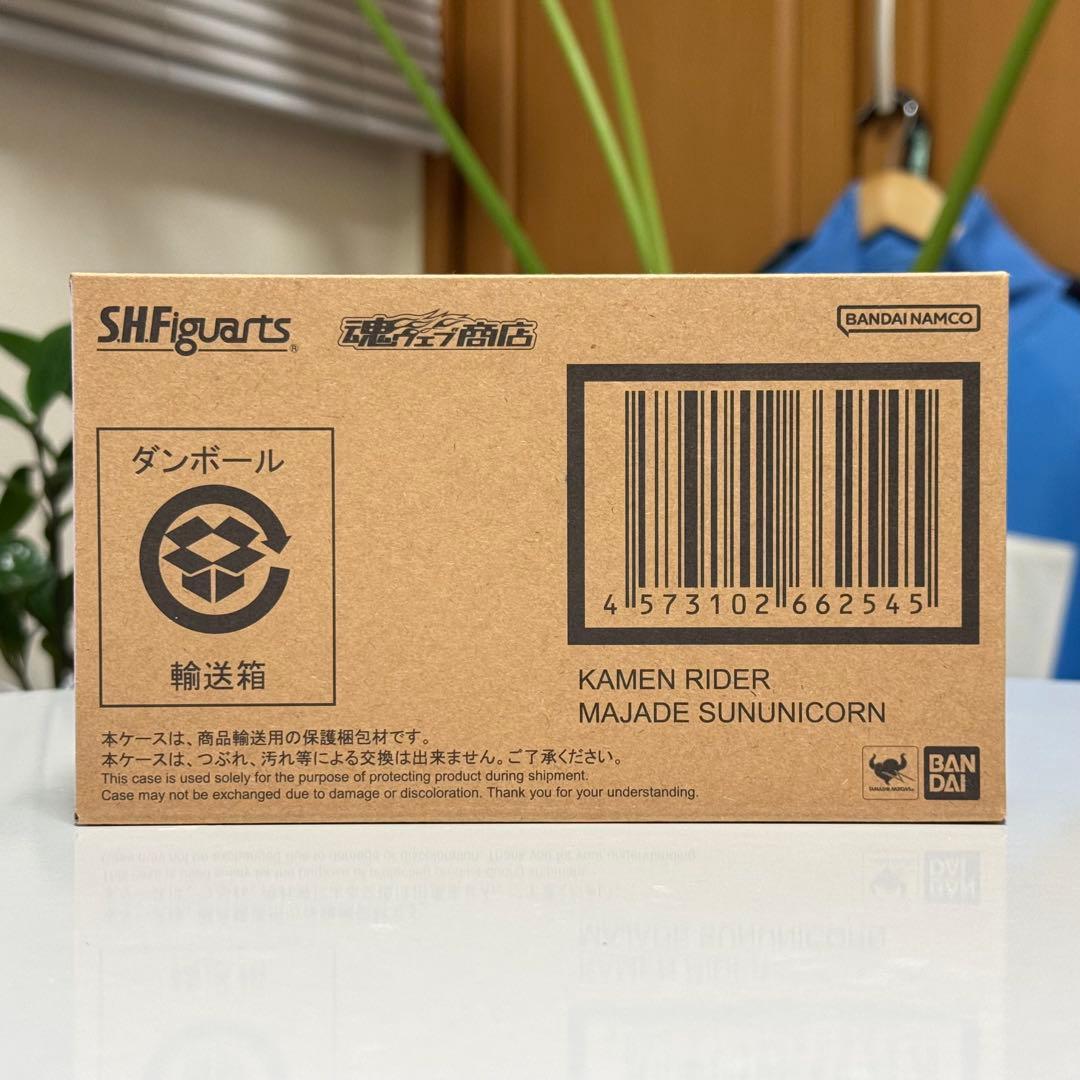 S.H.Figuarts®
魂ウェブ商店
BANDAI NAMCO
ダンボール
輸送箱
4 573102 662545
KAMEN RIDER
MAJADE SUNUNICORN
本ケースは、商品輸送用の保護梱包材です。
本ケースは、つぶれ、汚れ等による交換は出来ません。ご了承ください。
This case is used solely for the purpose of protecting product during shipment.
Case may not be exchanged due to damage or discoloration. Thank you for your understanding.
TAMASHII NATIONS
BAN
DAI